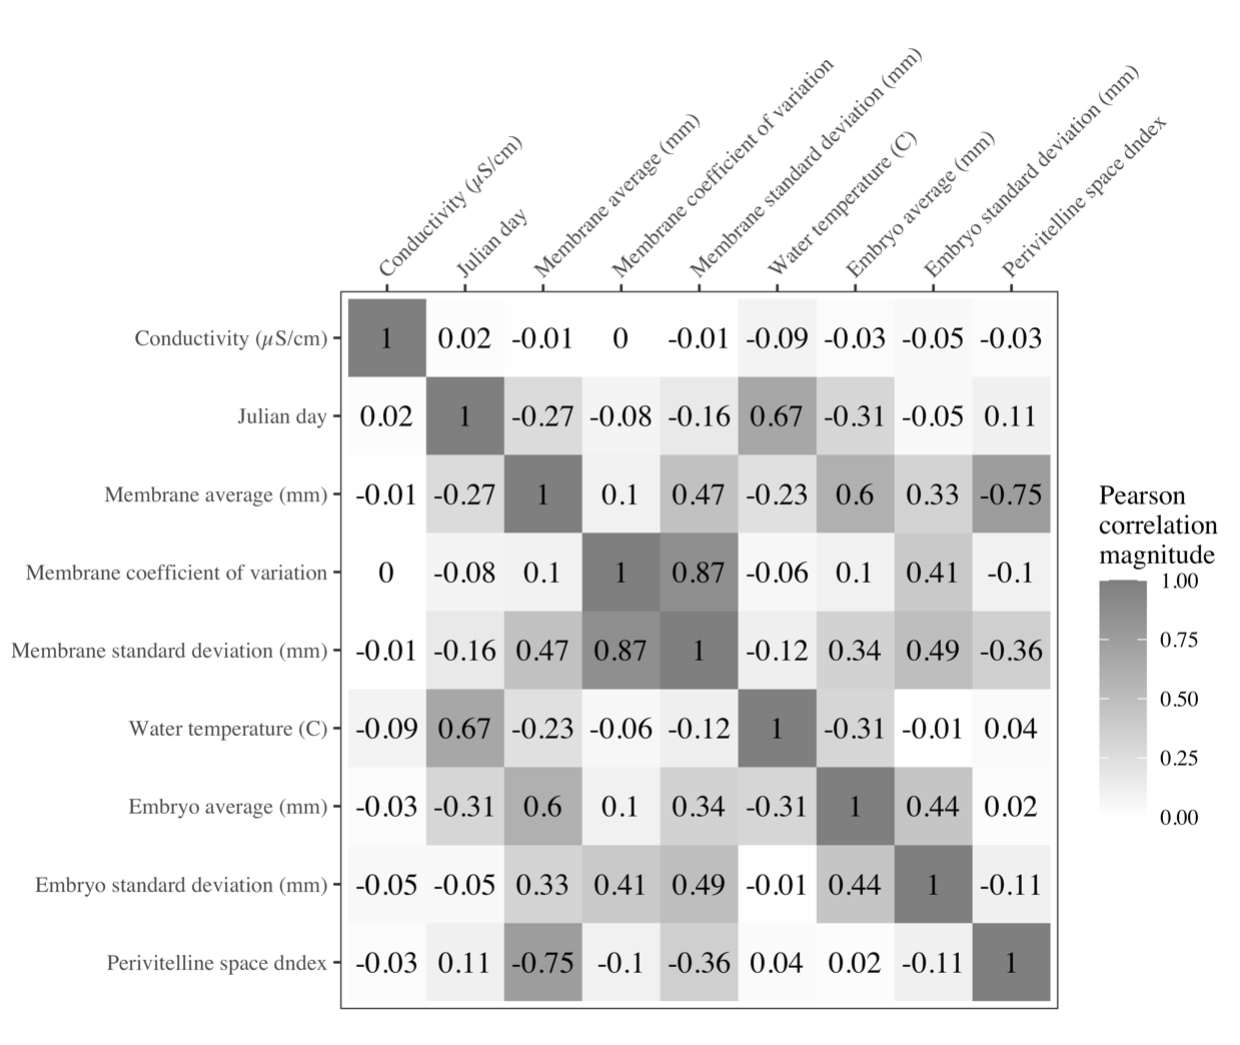 Conductivity (μS/cm)
Julian day
Membrane average (mm)
Membrane coefficient of variation
Membrane standard deviation (mm)
Water temperature (C)
Embryo average (mm)
Embryo standard deviation (mm)
Perivitelline space dndex
Conductivity (μS/cm) 1 0.02 -0.01 0 -0.01 -0.09 -0.03 -0.05 -0.03
Julian day 0.02 1 -0.27 -0.08 -0.16 0.67 -0.31 -0.05 0.11
Membrane average (mm) -0.01 -0.27 1 0.1 0.47 -0.23 0.6 0.33 -0.75
Membrane coefficient of variation 0 -0.08 0.1 1 0.87 -0.06 0.1 0.41 -0.1
Membrane standard deviation (mm) -0.01 -0.16 0.47 0.87 1 -0.12 0.34 0.49 -0.36
Water temperature (C) -0.09 0.67 -0.23 -0.06 -0.12 1 -0.31 -0.01 0.04
Embryo average (mm) -0.03 -0.31 0.6 0.1 0.34 -0.31 1 0.44 0.02
Embryo standard deviation (mm) -0.05 -0.05 0.33 0.41 0.49 -0.01 0.44 1 -0.11
Perivitelline space dndex -0.03 0.11 -0.75 -0.1 -0.36 0.04 0.02 -0.11 1
Pearson
correlation
magnitude
1.00
0.75
0.50
0.25
0.00